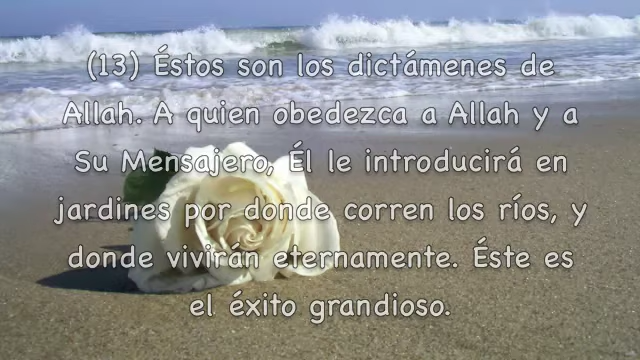 (13) Éstos son los dictámenes de
Allah. A quien obedezca a Allah y a
Su Mensajero, Él le introducirá en
jardines por donde corren los ríos, y
donde vivirán eternamente. Éste es
el éxito grandioso.